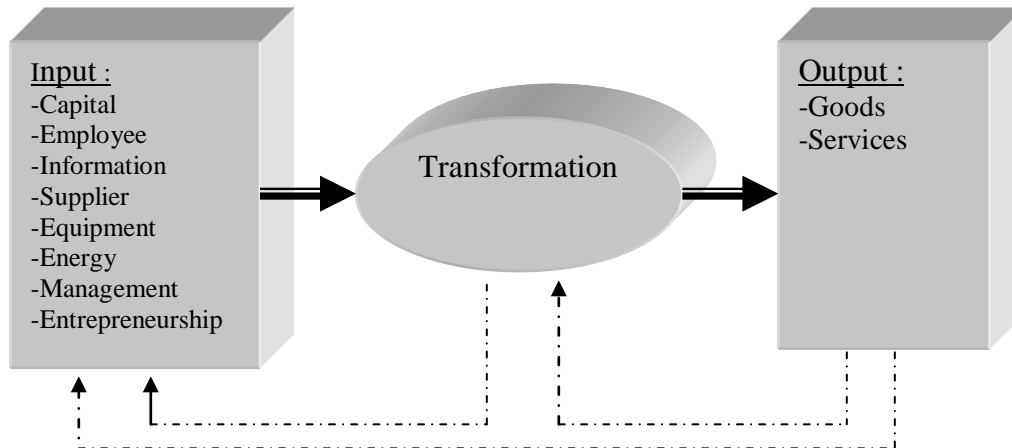 Input :
-Capital
-Employee
-Information
-Supplier
-Equipment
-Energy
-Management
-Entrepreneurship
Transformation
Output :
-Goods
-Services